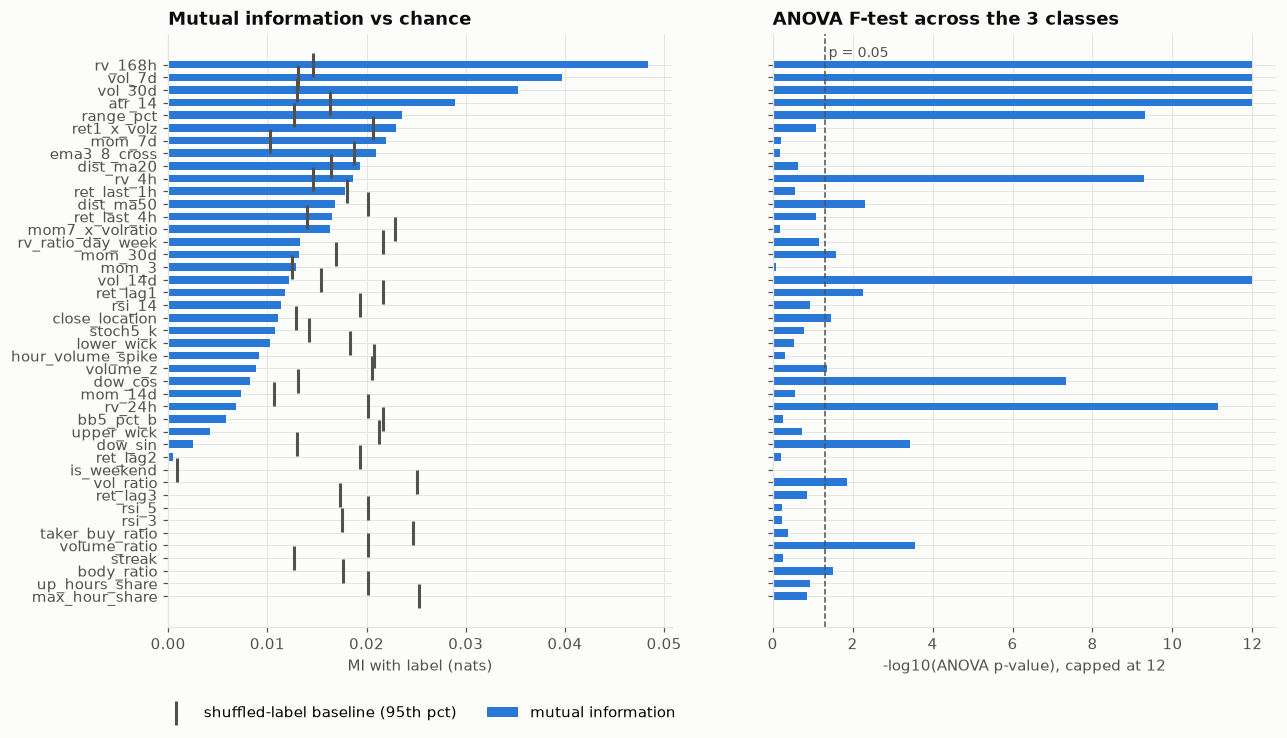 Mutual information vs chance
ANOVA F-test across the 3 classes
p = 0.05
rv_168h
vol_7d
vol_30d
atr_14
range_pct
ret1_x_volz
mom_7d
ema3_8_cross
dist_ma20
rv_4h
ret_last_1h
dist_ma50
ret_last_4h
mom7_x_volratio
rv_ratio_day_week
mom_30d
mom_3
vol_14d
ret_lag1
rsi_14
close_location
stoch5_k
lower_wick
hour_volume_spike
volume_z
dow_cos
mom_14d
rv_24h
bb5_pct_b
upper_wick
dow_sin
ret_lag2
is_weekend
vol_ratio
ret_lag3
rsi_5
rsi_3
taker_buy_ratio
volume_ratio
streak
body_ratio
up_hours_share
max_hour_share
0.00 0.01 0.02 0.03 0.04 0.05
0 2 4 6 8 10 12
MI with label (nats)
-log10(ANOVA p-value), capped at 12
shuffled-label baseline (95th pct)
mutual information